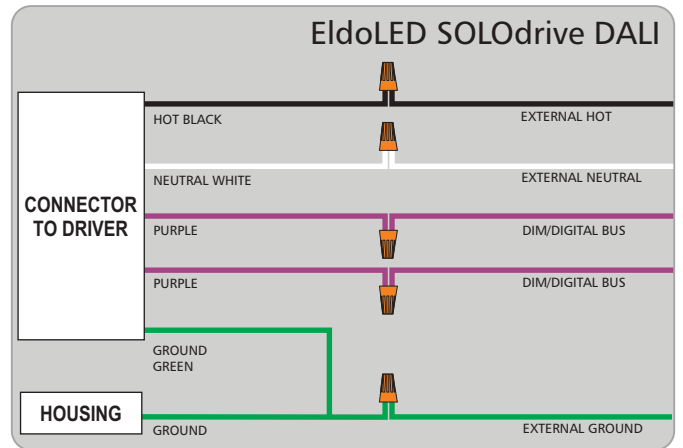 EldoLED SOLOdrive DALI
HOT BLACK
EXTERNAL HOT
NEUTRAL WHITE
EXTERNAL NEUTRAL
CONNECTOR
TO DRIVER
PURPLE
DIM/DIGITAL BUS
PURPLE
DIM/DIGITAL BUS
GROUND
GREEN
HOUSING
GROUND
EXTERNAL GROUND